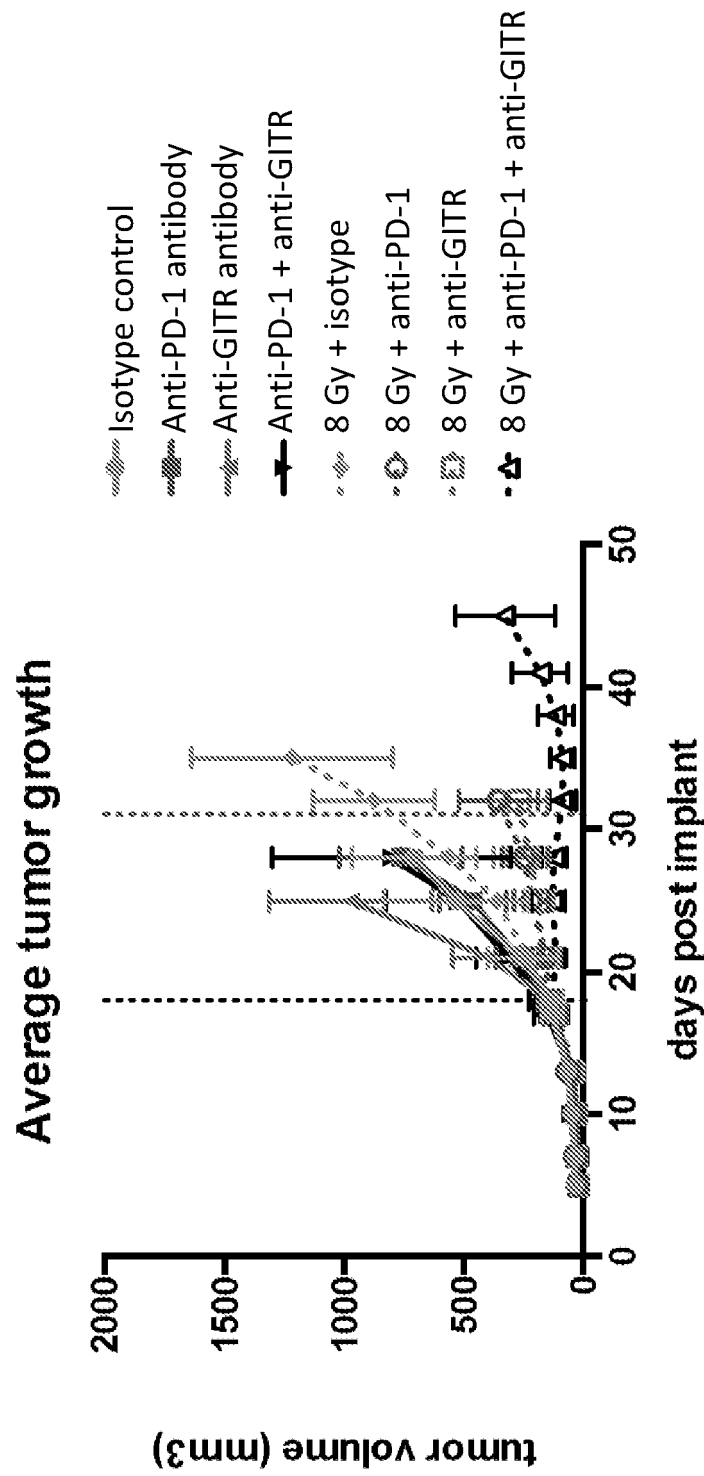 Average tumor growth
tumor volume (mm3)
2000
1500
1000
500
0
0
10
20
30
40
50
days post implant
Isotype control
Anti-PD-1 antibody
Anti-GITR antibody
Anti-PD-1 + anti-GITR
8 Gy + isotype
8 Gy + anti-PD-1
8 Gy + anti-GITR
8 Gy + anti-PD-1 + anti-GITR